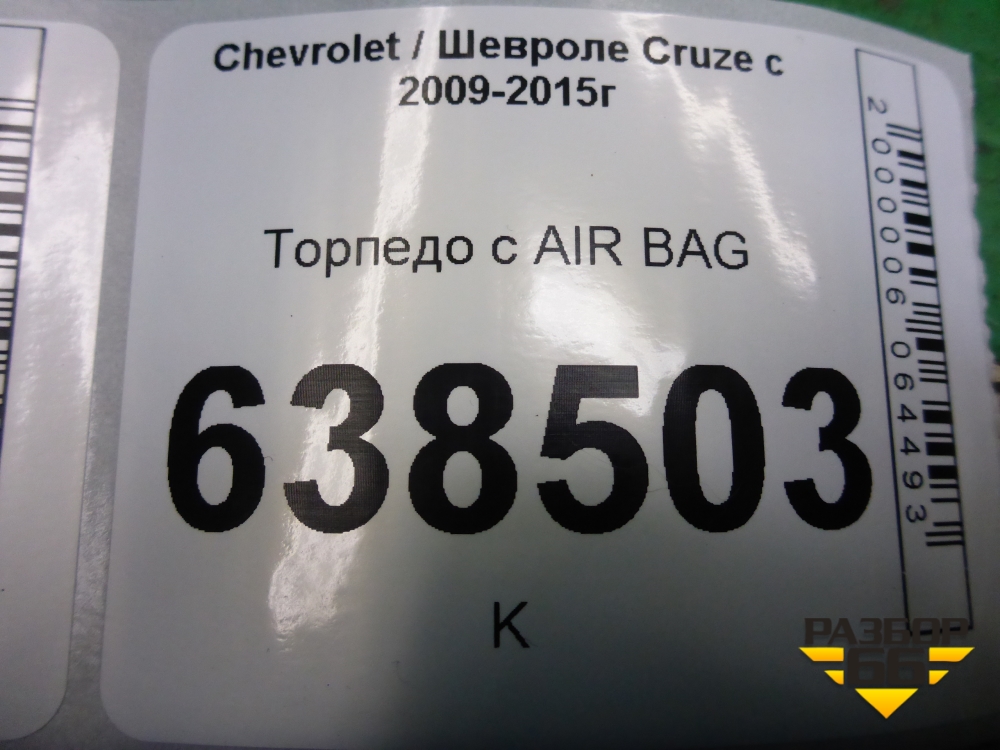 Chevrolet / Шевроле Cruze с
2009-2015г
Торпедо с AIR BAG
638503
К
2000006064493
РАЗБОР
66